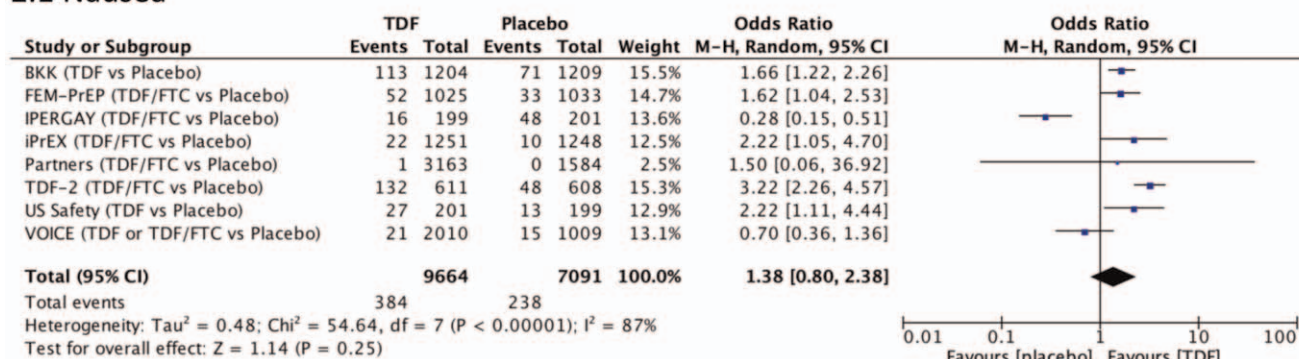 2.1 Nausea
TDF Placebo Odds Ratio Odds Ratio
Study or Subgroup Events Total Events Total Weight M-H, Random, 95% CI M-H, Random, 95% CI
BKK (TDF vs Placebo) 113 1204 71 1209 15.5% 1.66 [1.22, 2.26]
FEM-PrEP (TDF/FTC vs Placebo) 52 1025 33 1033 14.7% 1.62 [1.04, 2.53]
IPERGAY (TDF/FTC vs Placebo) 16 199 48 201 13.6% 0.28 [0.15, 0.51]
iPrEX (TDF/FTC vs Placebo) 22 1251 10 1248 12.5% 2.22 [1.05, 4.70]
Partners (TDF/FTC vs Placebo) 1 3163 0 1584 2.5% 1.50 [0.06, 36.92]
TDF-2 (TDF/FTC vs Placebo) 132 611 48 608 15.3% 3.22 [2.26, 4.57]
US Safety (TDF vs Placebo) 27 201 13 199 12.9% 2.22 [1.11, 4.44]
VOICE (TDF or TDF/FTC vs Placebo) 21 2010 15 1009 13.1% 0.70 [0.36, 1.36]
Total (95% CI) 9664 7091 100.0% 1.38 [0.80, 2.38]
Total events 384 238
Heterogeneity: Tau² = 0.48; Chi² = 54.64, df = 7 (P < 0.00001); I² = 87%
Test for overall effect: Z = 1.14 (P = 0.25)
0.01 0.1 1 10 100
Favours [placebo] Favours [TDF]